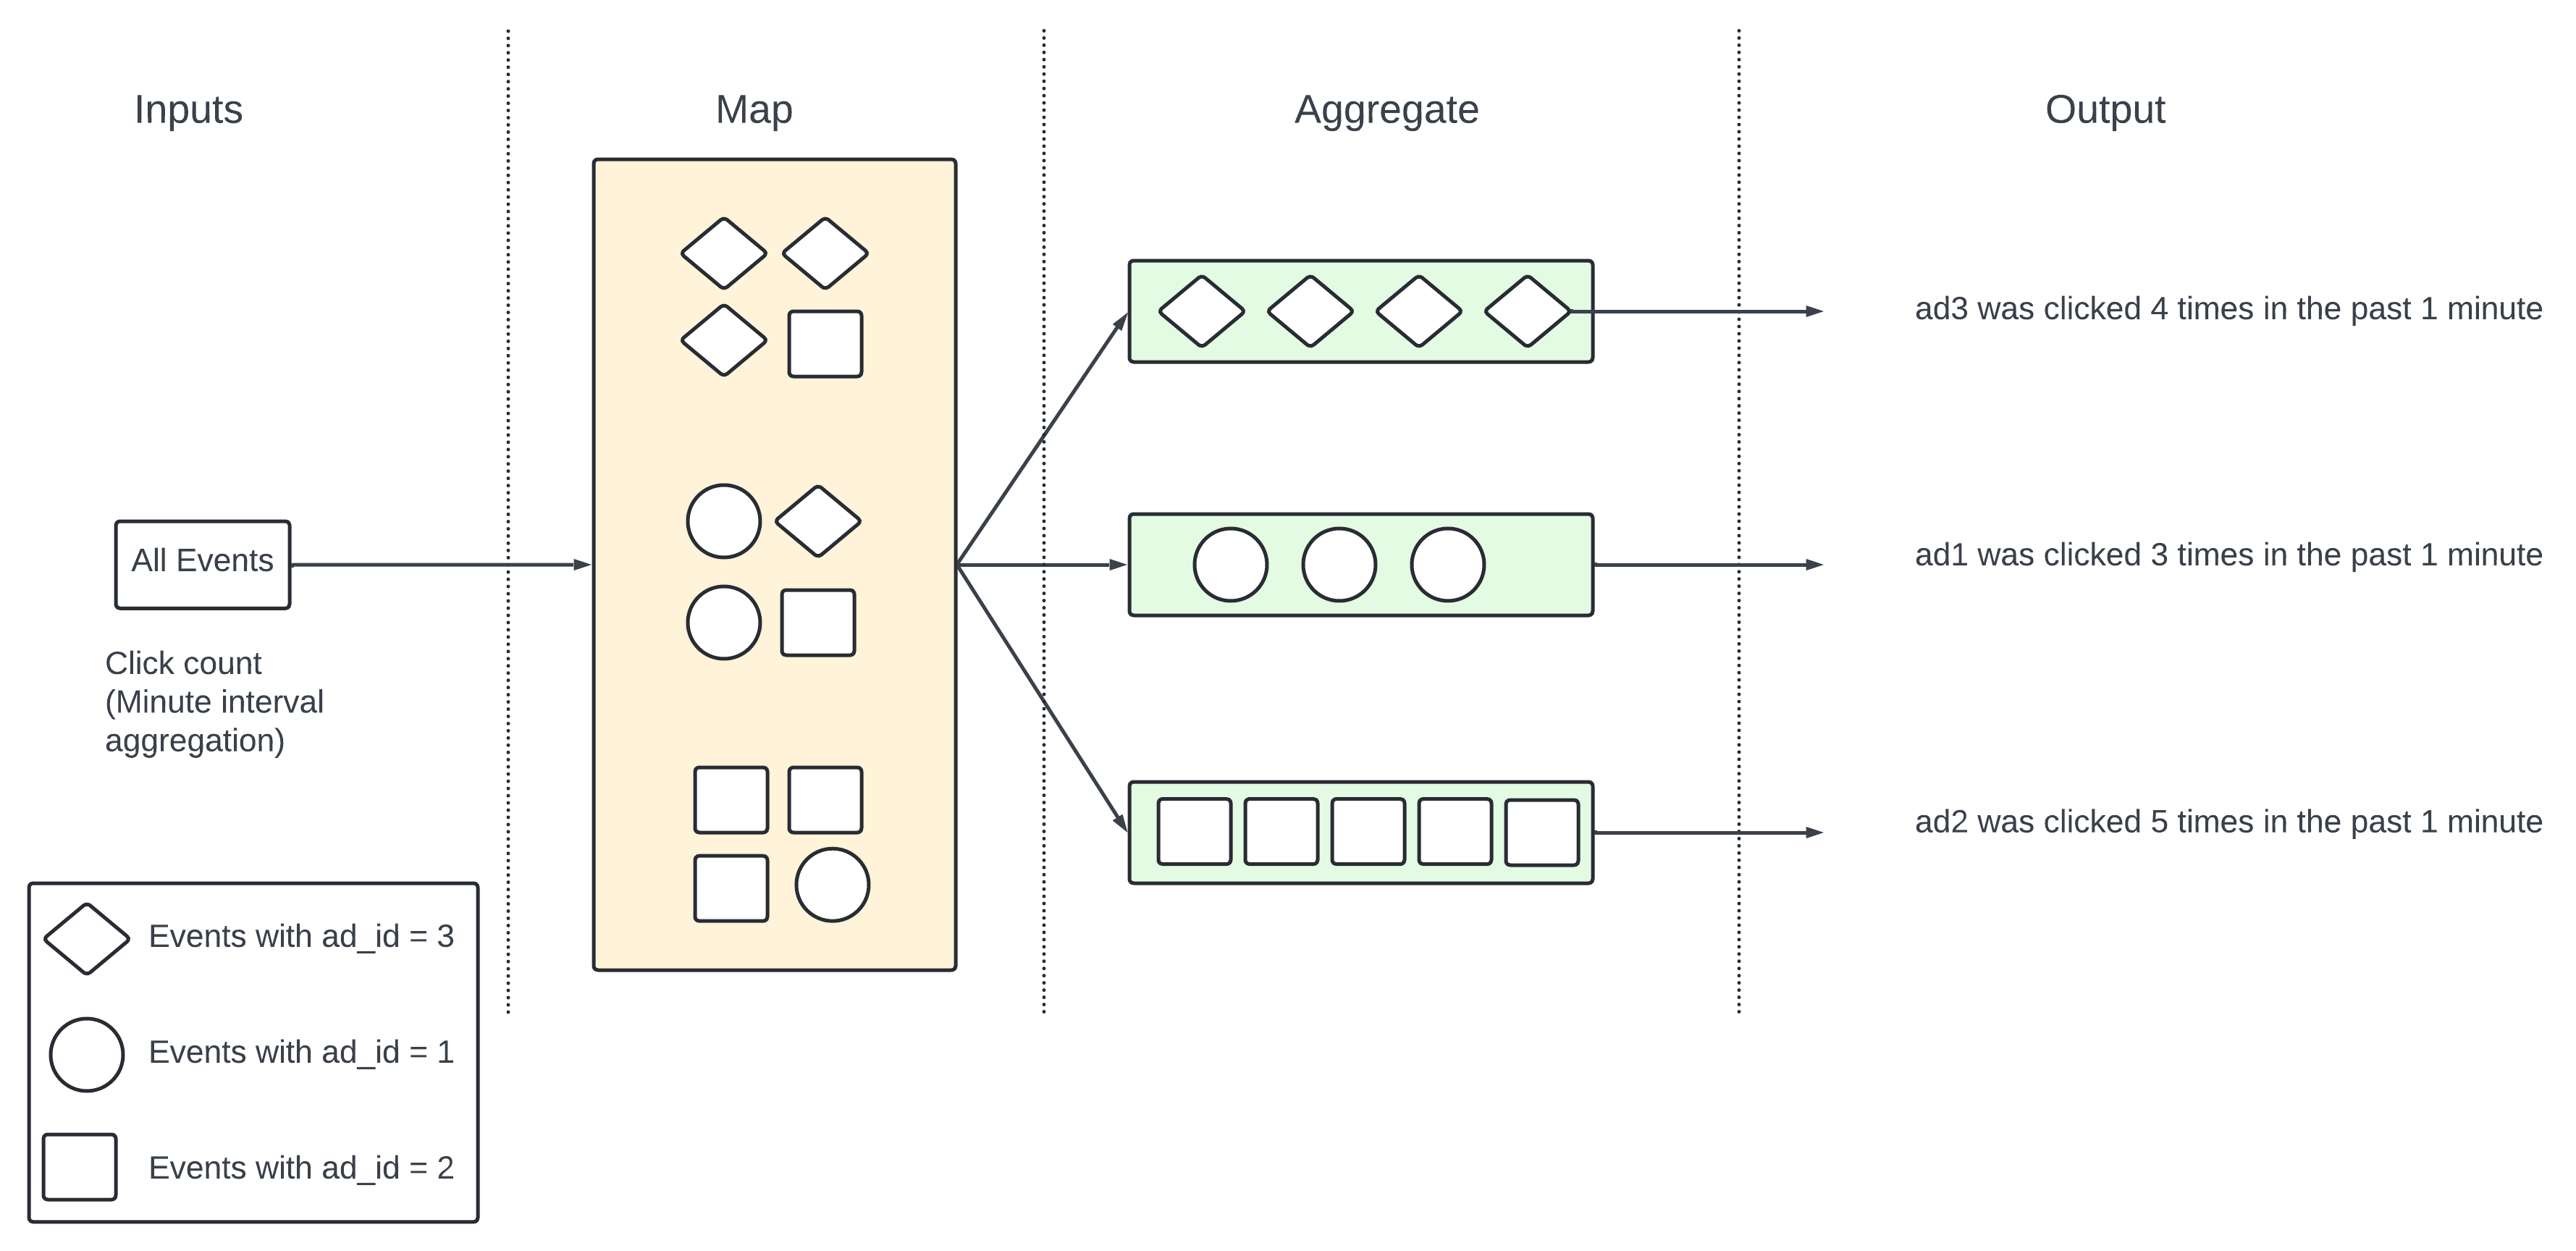 Inputs
Map
Aggregate
Output
All Events
Click count
(Minute interval
aggregation)
ad3 was clicked 4 times in the past 1 minute
ad1 was clicked 3 times in the past 1 minute
ad2 was clicked 5 times in the past 1 minute
Events with ad_id = 3
Events with ad_id = 1
Events with ad_id = 2